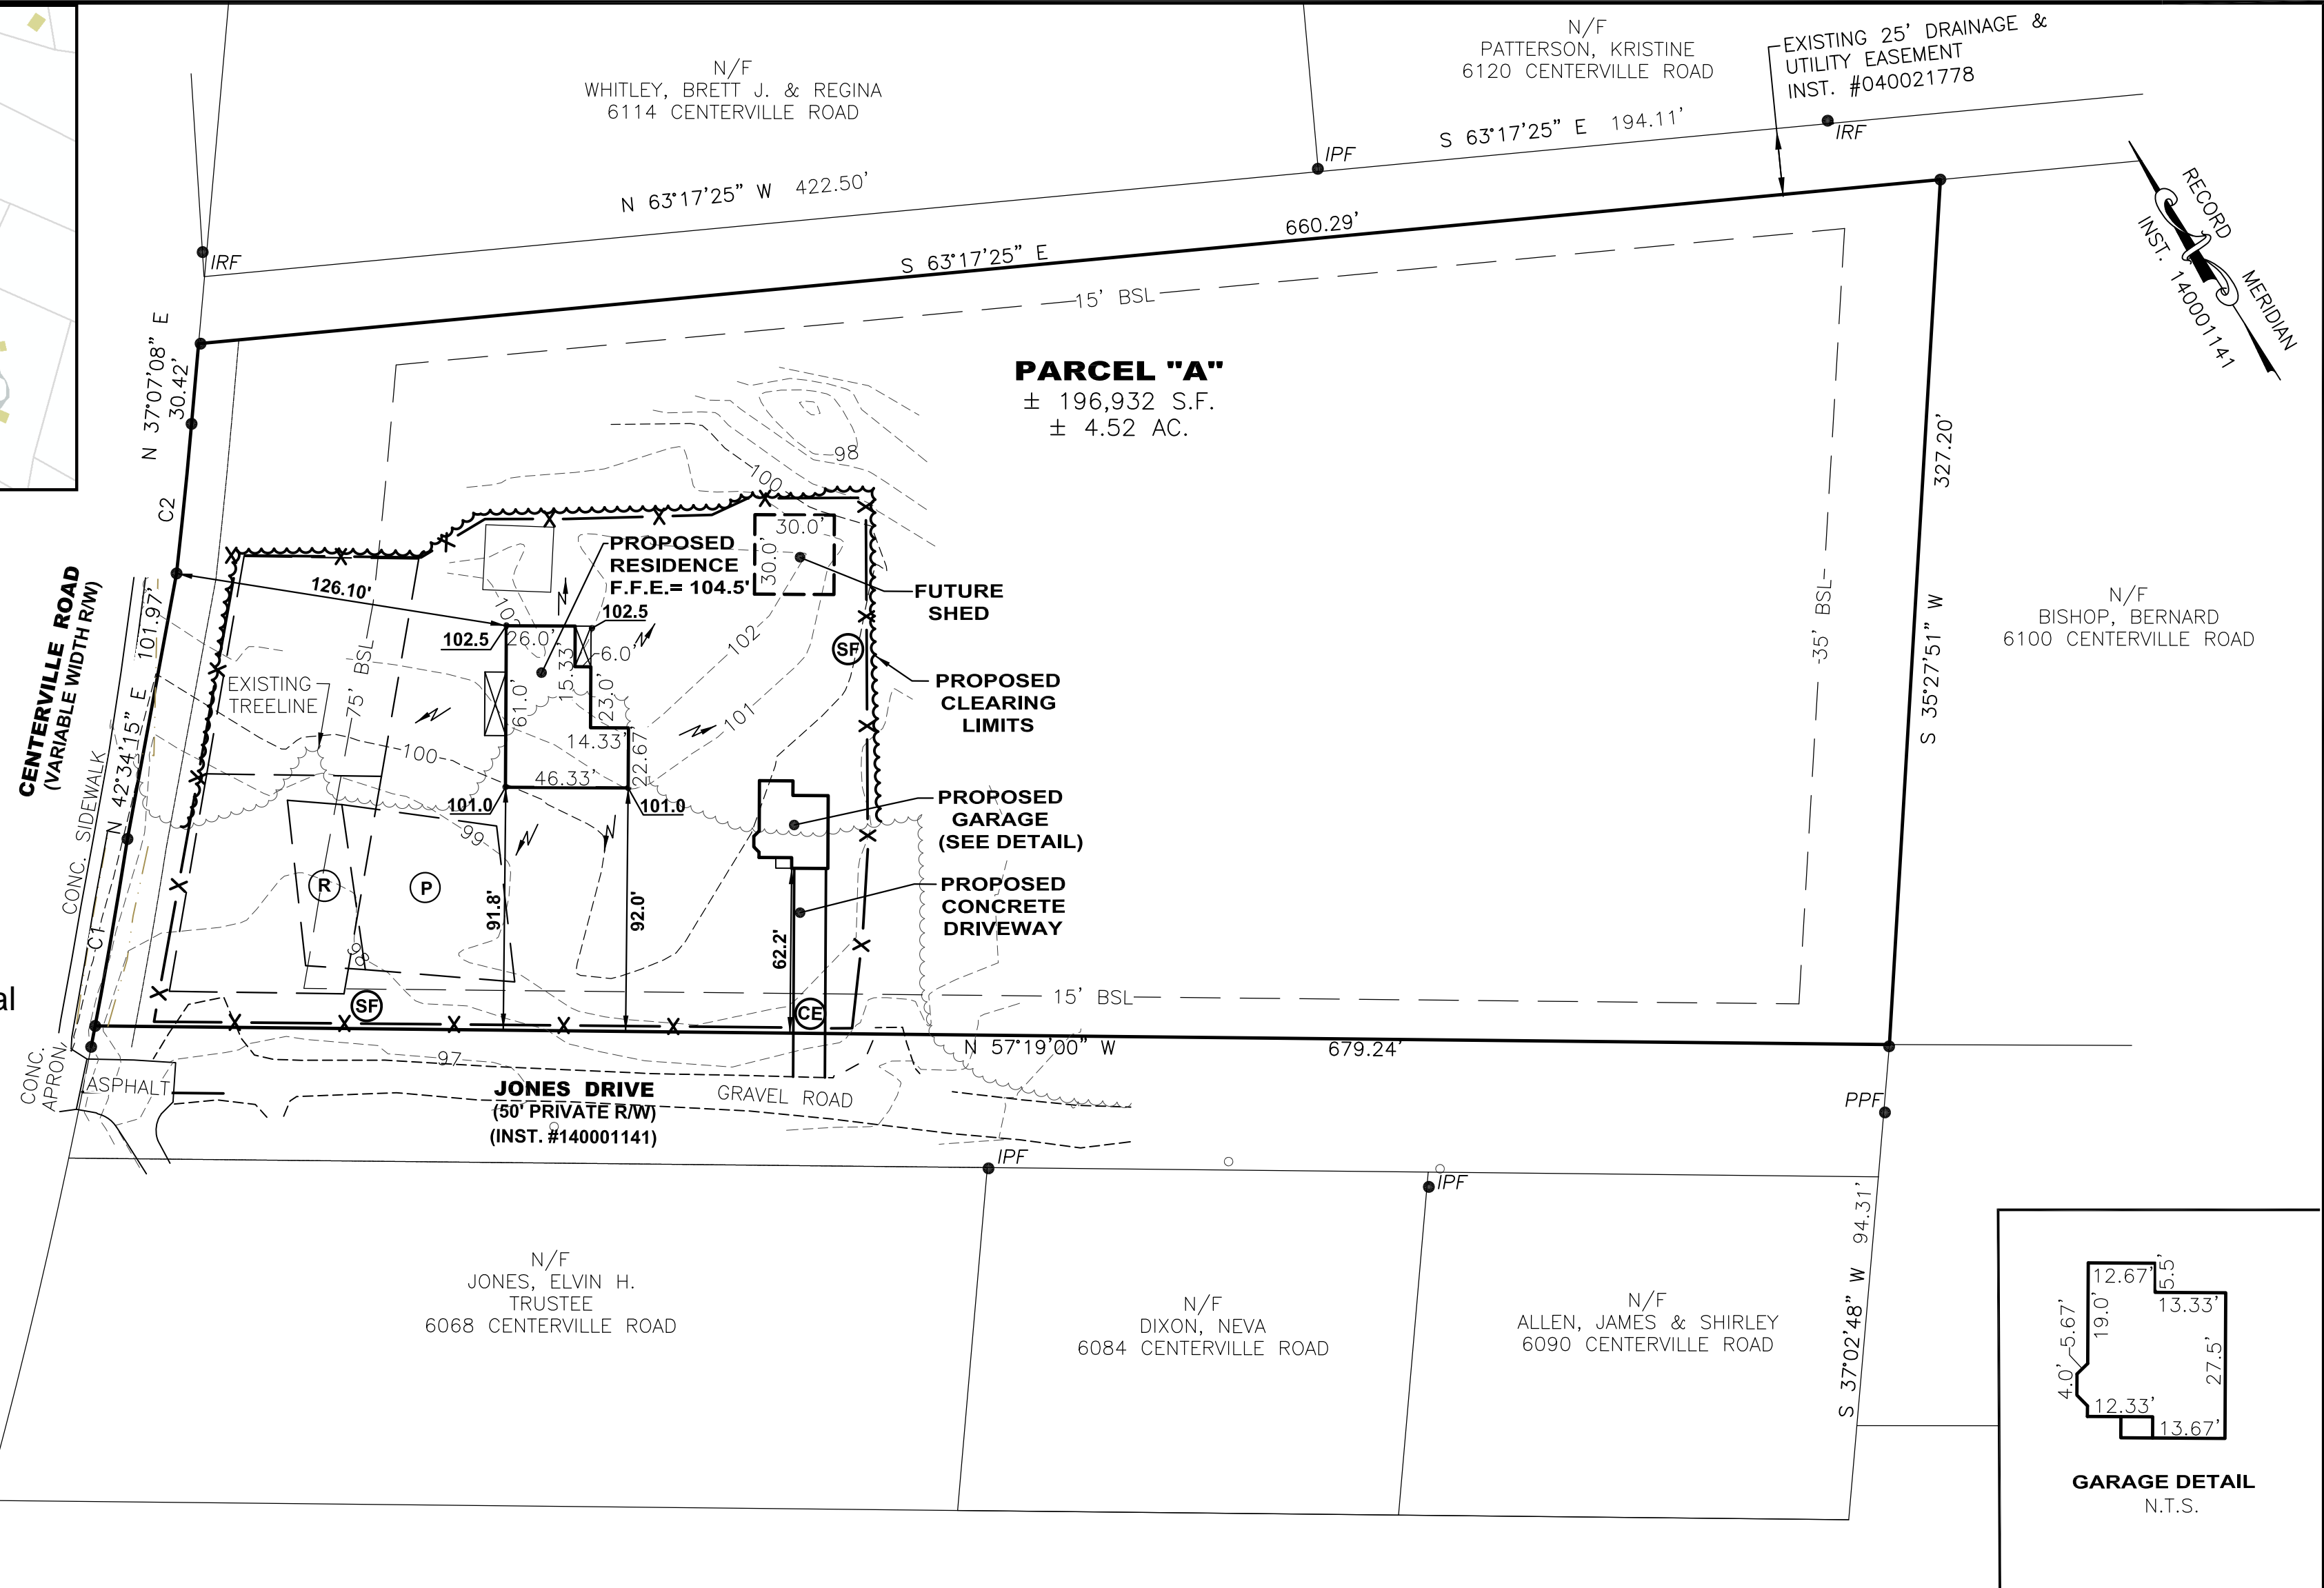 N/F
WHITLEY, BRETT J. & REGINA
6114 CENTERVILLE ROAD
N/F
PATTERSON, KRISTINE
6120 CENTERVILLE ROAD
EXISTING 25' DRAINAGE &
UTILITY EASEMENT
INST. #040021778
S 63°17'25" E 194.11'
IRF
IPF
N 63°17'25" W 422.50'
RECORD MERIDIAN
INST. 140001141
IRF
S 63°17'25" E
660.29'
15' BSL
N 37°07'08" E
30.42'
PARCEL "A"
± 196,932 S.F.
± 4.52 AC.
98
100
C2
327.20'
S 35°27'51" W
35' BSL
N/F
BISHOP, BERNARD
6100 CENTERVILLE ROAD
PROPOSED
RESIDENCE
F.F.E.= 104.5'
30.0'
30.0'
FUTURE
SHED
126.10'
102.5
102.5
26.0'
6.0'
15.33'
23.0'
61.0'
14.33'
22.67'
46.33'
101.0
101.0
102
101
SF
PROPOSED
CLEARING
LIMITS
CENTERVILLE ROAD
(VARIABLE WIDTH R/W)
N 42°34'15" E 101.97'
EXISTING
TREELINE
75' BSL
100
99
CONC. SIDEWALK
PROPOSED
GARAGE
(SEE DETAIL)
R
P
PROPOSED
CONCRETE
DRIVEWAY
91.8'
92.0'
62.2'
C1
98
al
SF
CE
15' BSL
N 57°19'00" W
679.24'
97
CONC.
APRON
ASPHALT
JONES DRIVE
(50' PRIVATE R/W)
(INST. #140001141)
GRAVEL ROAD
PPF
IPF
IPF
S 37°02'48" W 94.31'
N/F
JONES, ELVIN H.
TRUSTEE
6068 CENTERVILLE ROAD
N/F
DIXON, NEVA
6084 CENTERVILLE ROAD
N/F
ALLEN, JAMES & SHIRLEY
6090 CENTERVILLE ROAD
12.67'
5.5'
13.33'
19.0'
5.67'
4.0'
27.5'
12.33'
13.67'
GARAGE DETAIL
N.T.S.